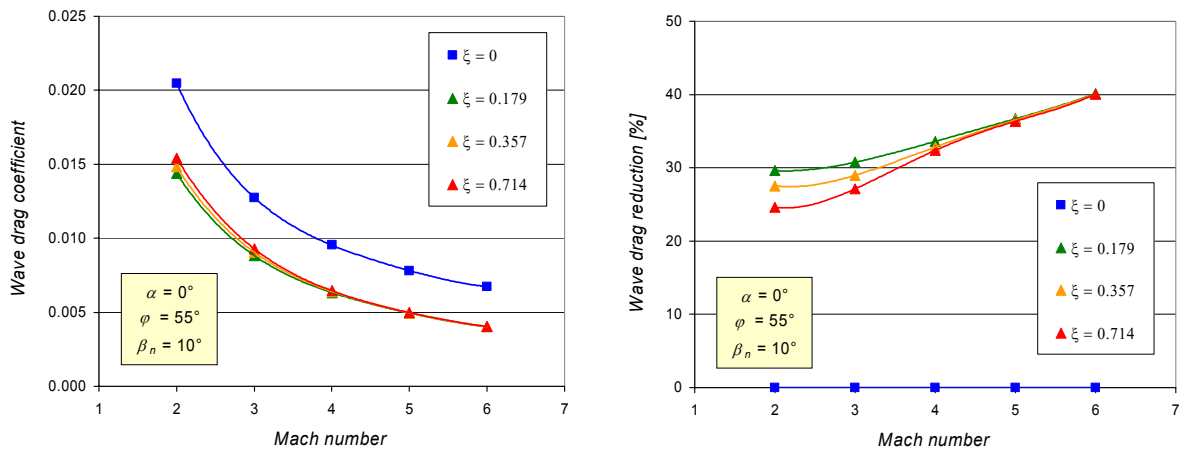 0.025
0.020
0.015
0.010
0.005
0.000
Wave drag coefficient
1 2 3 4 5 6 7
Mach number
ξ = 0
ξ = 0.179
ξ = 0.357
ξ = 0.714
α = 0°
φ = 55°
β n = 10°
50
40
30
20
10
0
Wave drag reduction [%]
1 2 3 4 5 6 7
Mach number
ξ = 0
ξ = 0.179
ξ = 0.357
ξ = 0.714
α = 0°
φ = 55°
β n = 10°